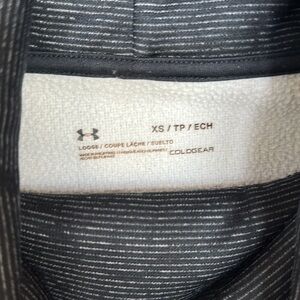 XS / TP / ECH
LOOSE / COUPE LÂCHE / SUELTO
COLDGEAR